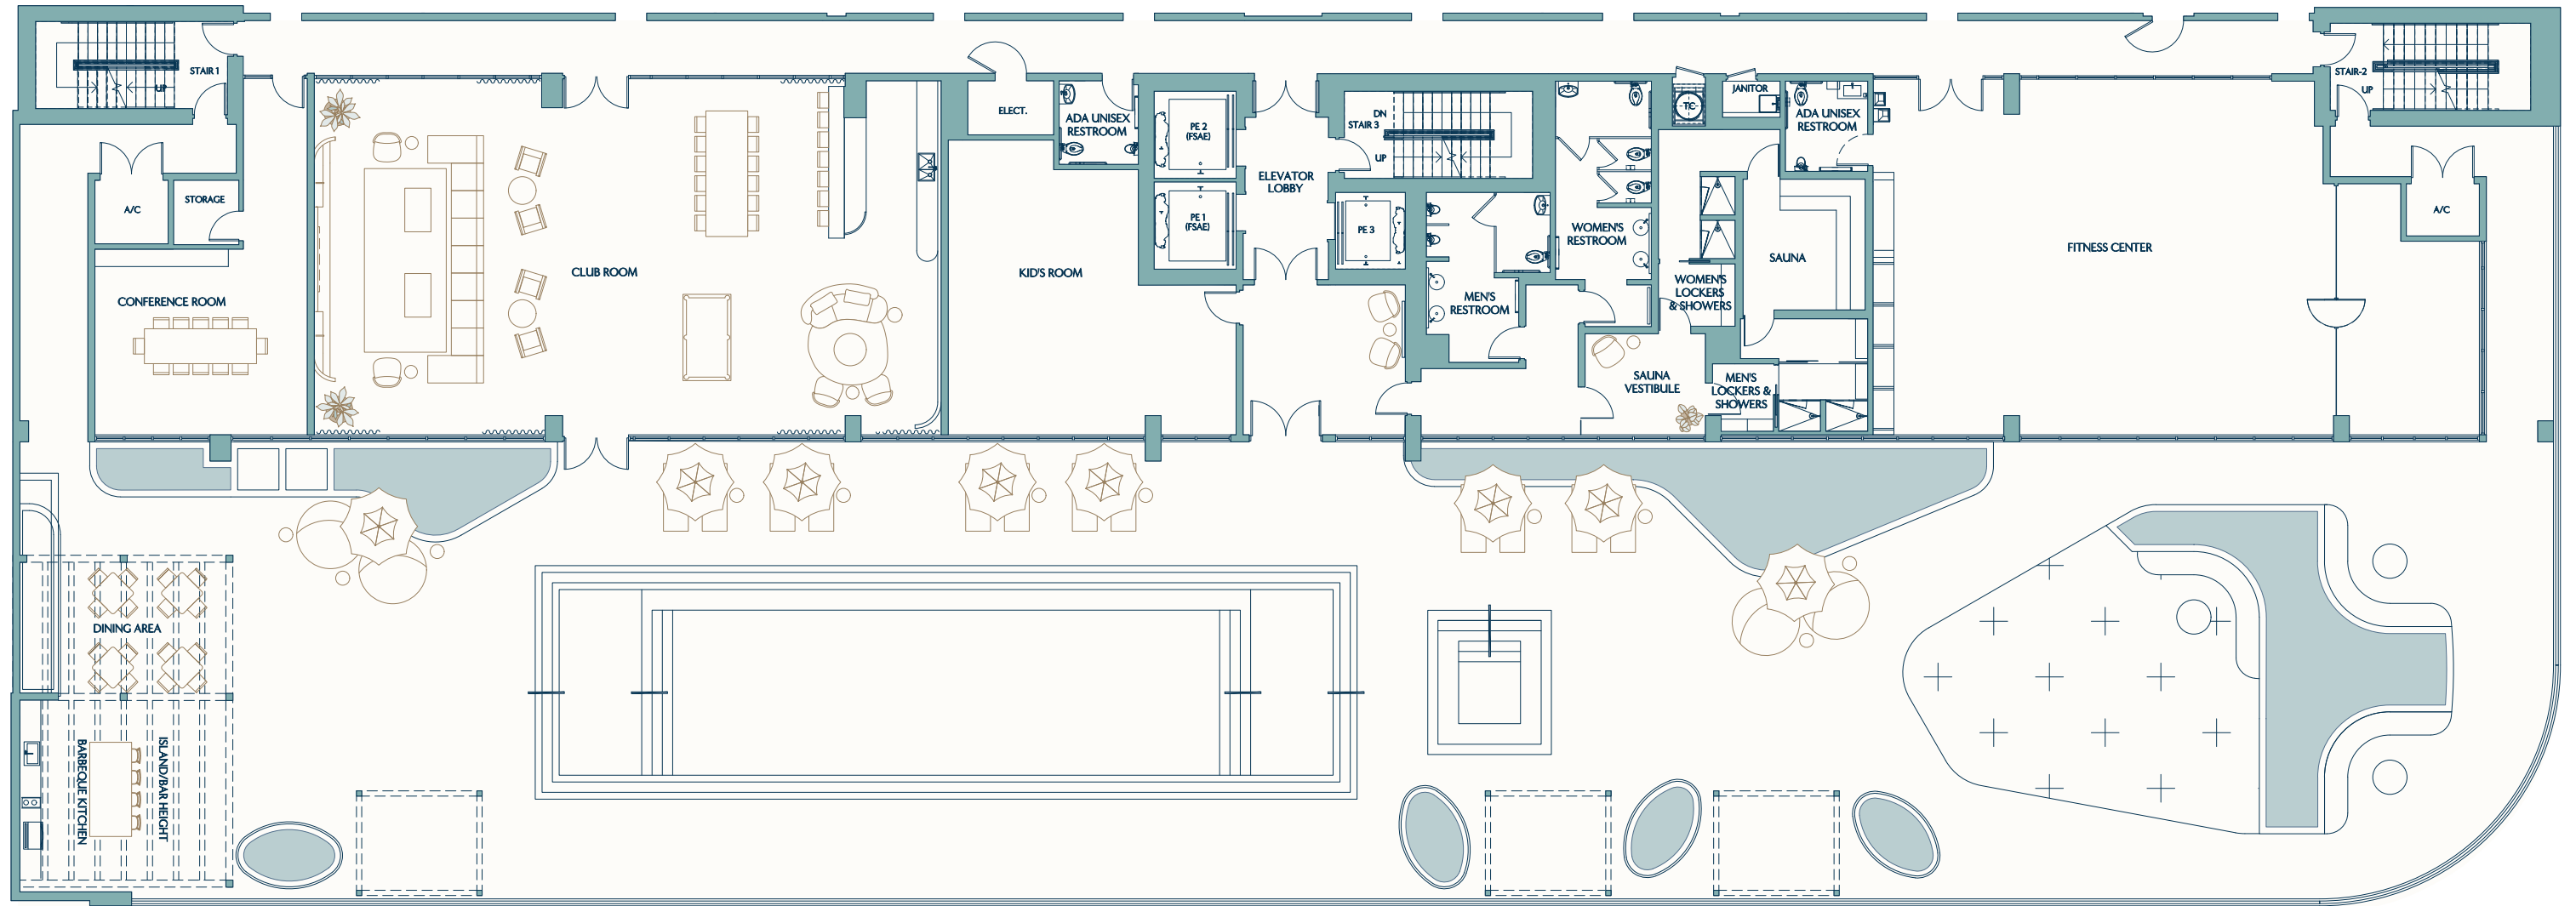 STAIR 1
UP
A/C
STORAGE
CONFERENCE ROOM
CLUB ROOM
ELECT.
ADA UNISEX
RESTROOM
KID'S ROOM
PE 2
(FSAE)
PE 1
(FSAE)
ELEVATOR
LOBBY
DN
STAIR 3
UP
PE 3
MEN'S
RESTROOM
WOMEN'S
RESTROOM
T/C
JANITOR
ADA UNISEX
RESTROOM
WOMEN'S
LOCKERS
& SHOWERS
SAUNA
SAUNA
VESTIBULE
MEN'S
LOCKERS &
SHOWERS
FITNESS CENTER
STAIR-2
UP
A/C
DINING AREA
BARBEQUE KITCHEN
ISLAND/BAR HEIGHT